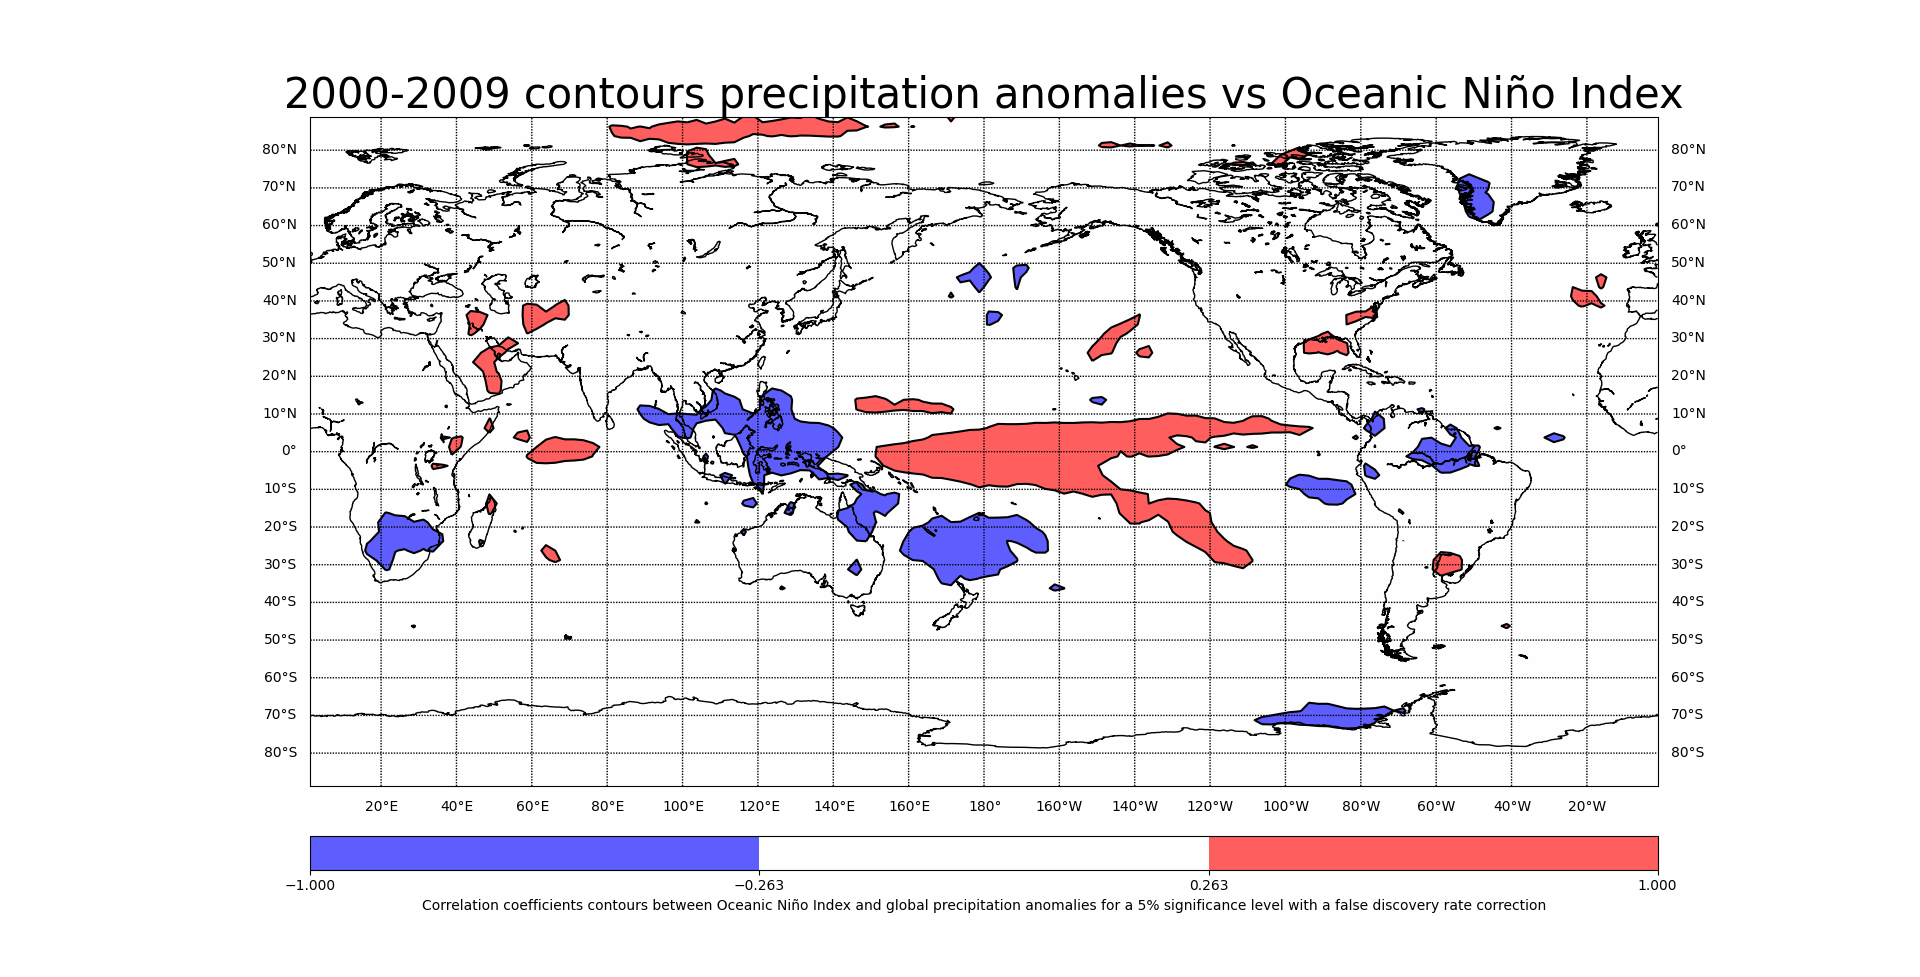 2000-2009 contours precipitation anomalies vs Oceanic Niño Index
80°N 80°N
70°N 70°N
60°N 60°N
50°N 50°N
40°N 40°N
30°N 30°N
20°N 20°N
10°N 10°N
0° 0°
10°S 10°S
20°S 20°S
30°S 30°S
40°S 40°S
50°S 50°S
60°S 60°S
70°S 70°S
80°S 80°S
20°E 40°E 60°E 80°E 100°E 120°E 140°E 160°E 180° 160°W 140°W 120°W 100°W 80°W 60°W 40°W 20°W
−1.000 −0.263 0.263 1.000
Correlation coefficients contours between Oceanic Niño Index and global precipitation anomalies for a 5% significance level with a false discovery rate correction